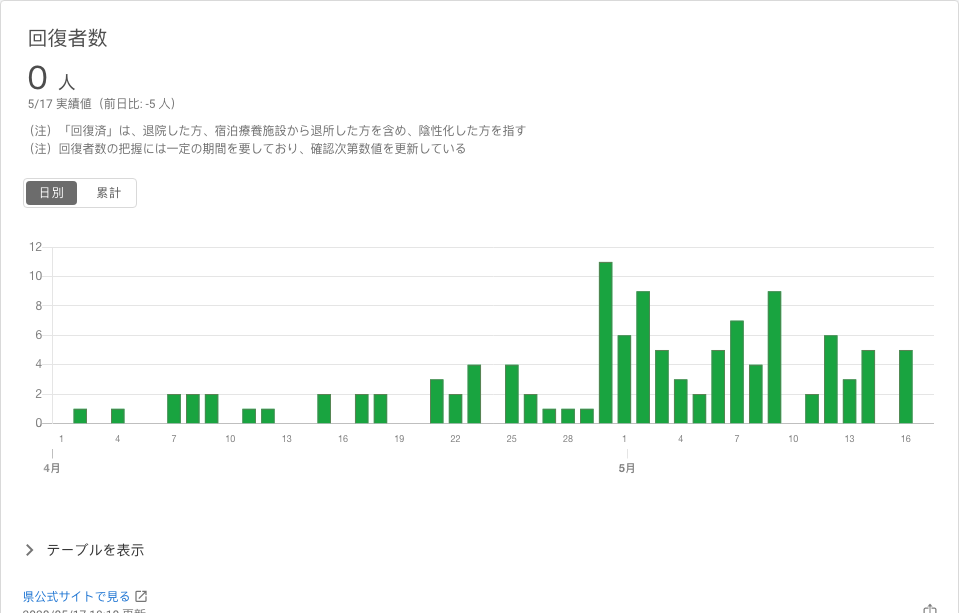 回復者数
0 人
5/17 実績値（前日比: -5 人）
（注）「回復済」は、退院した方、宿泊療養施設から退所した方を含め、陰性化した方を指す
（注）回復者数の把握には一定の期間を要しており、確認次第数値を更新している
日別 累計
12
10
8
6
4
2
0
1 4 7 10 13 16 19 22 25 28 1 4 7 10 13 16
4月 5月
テーブルを表示
県公式サイトで見る